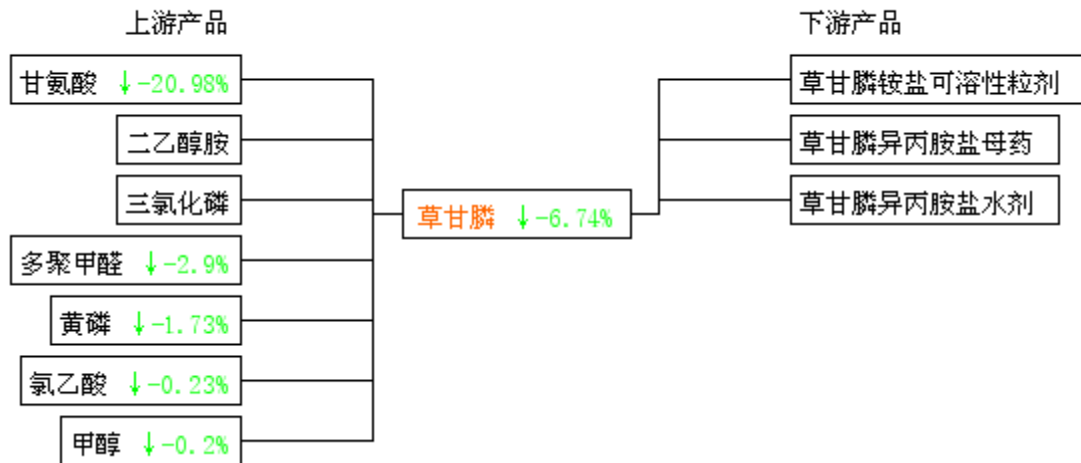 上游产品
下游产品
甘氨酸 ↓-20.98%
二乙醇胺
三氯化磷
多聚甲醛 ↓-2.9%
黄磷 ↓-1.73%
氯乙酸 ↓-0.23%
甲醇 ↓-0.2%
草甘膦 ↓-6.74%
草甘膦铵盐可溶性粒剂
草甘膦异丙胺盐母药
草甘膦异丙胺盐水剂